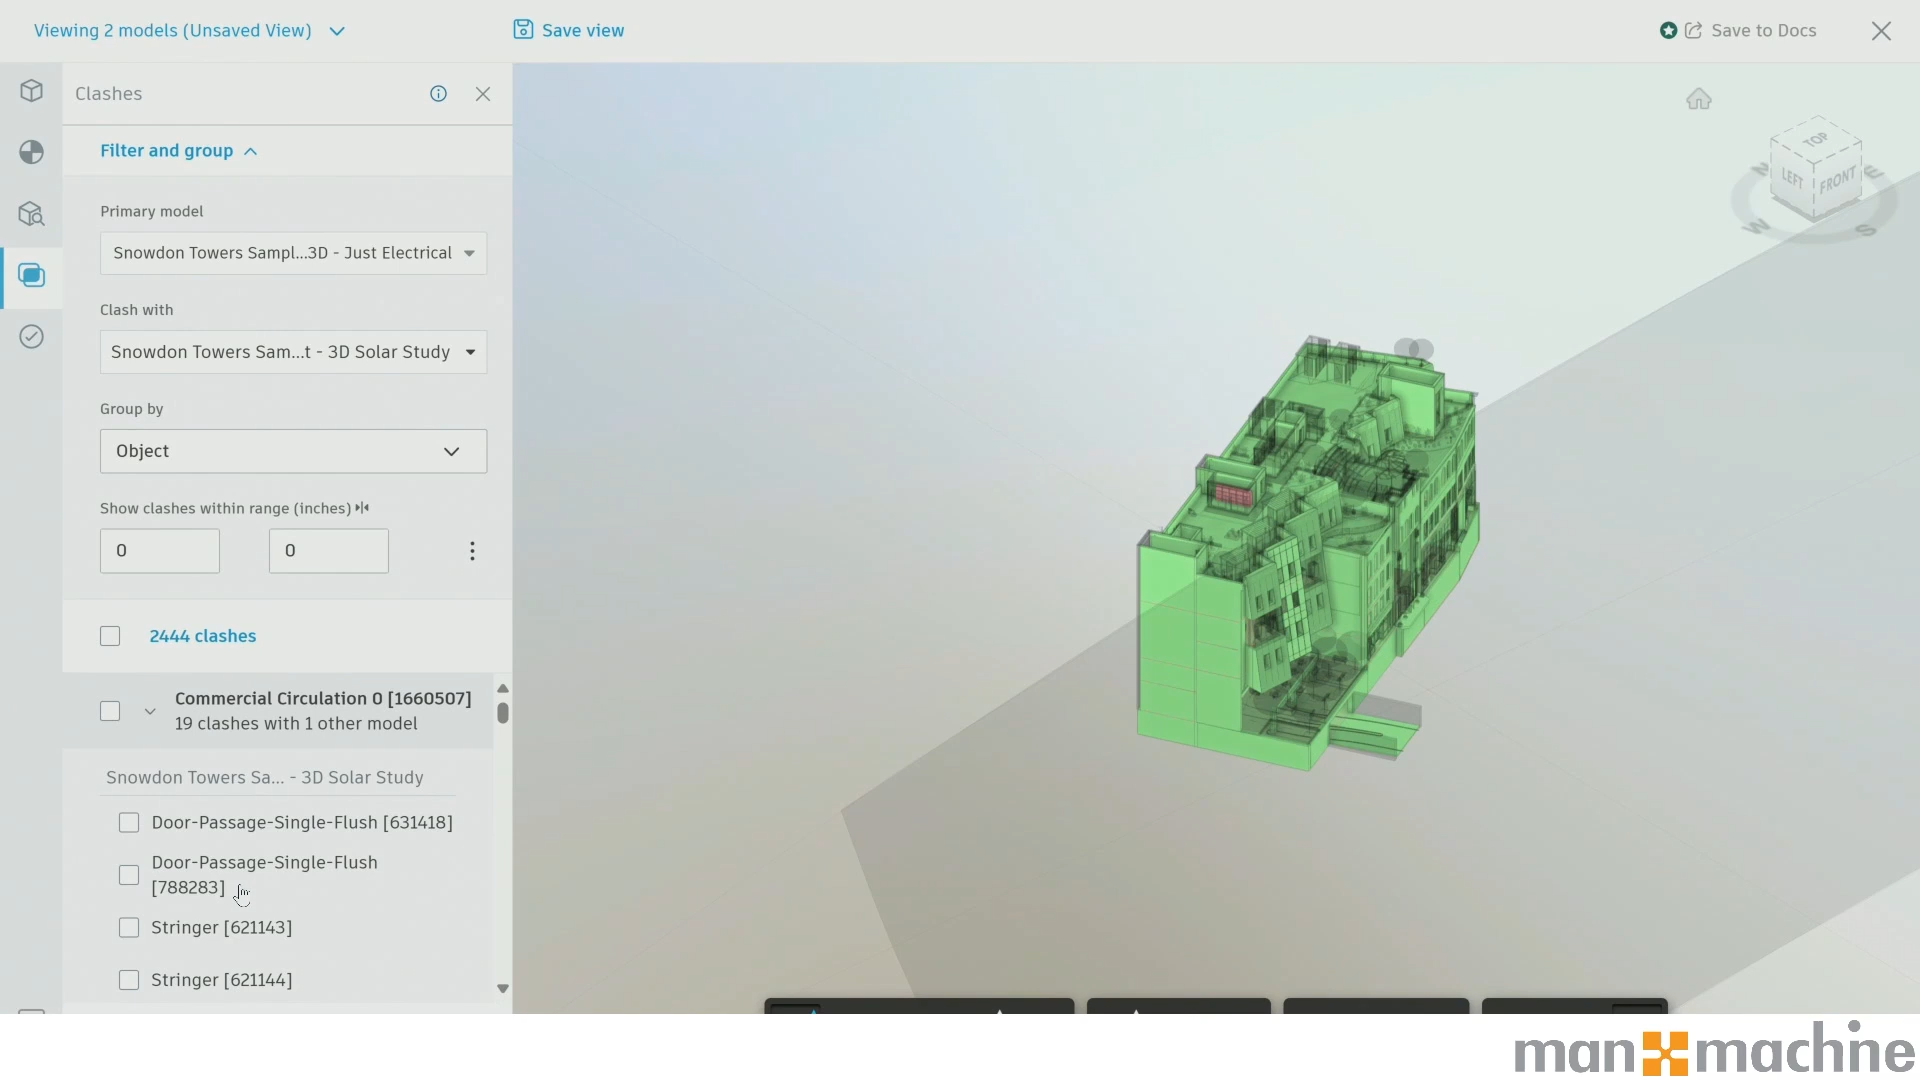 Viewing 2 models (Unsaved View)
Save view
Save to Docs
Clashes
Filter and group
Primary model
Snowdon Towers Sampl...3D - Just Electrical
Clash with
Snowdon Towers Sam...t - 3D Solar Study
Group by
Object
Show clashes within range (inches)
0 0
2444 clashes
Commercial Circulation 0 [1660507]
19 clashes with 1 other model
Snowdon Towers Sa... - 3D Solar Study
Door-Passage-Single-Flush [631418]
Door-Passage-Single-Flush
[788283]
Stringer [621143]
Stringer [621144]
TOP
LEFT
FRONT
N
E
W
S
man machine